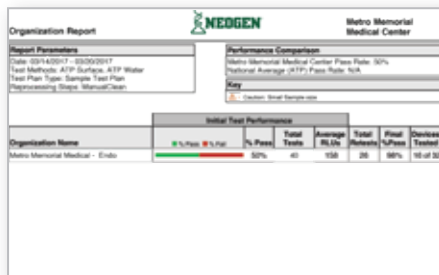 Organization Report
NEOGEN
Metro Memorial
Medical Center
Report Parameters
Date: 03/14/2017 - 03/20/2017
Test Methods: ATP Surface, ATP Water
Test Plan Type: Sample Test Plan
Reprocessing Steps: ManualClean
Performance Comparison
Metro Memorial Medical Center Pass Rate: 50%
National Average (ATP) Pass Rate: N/A
Key
- Caution: Small Sample size
Initial Test Performance
Organization Name % Pass % Fail % Pass Total Tests Average RLUs Total Retests Final %Pass Devices Tested
Metro Memorial Medical - Endo 50% 40 158 26 98% 16 of 32